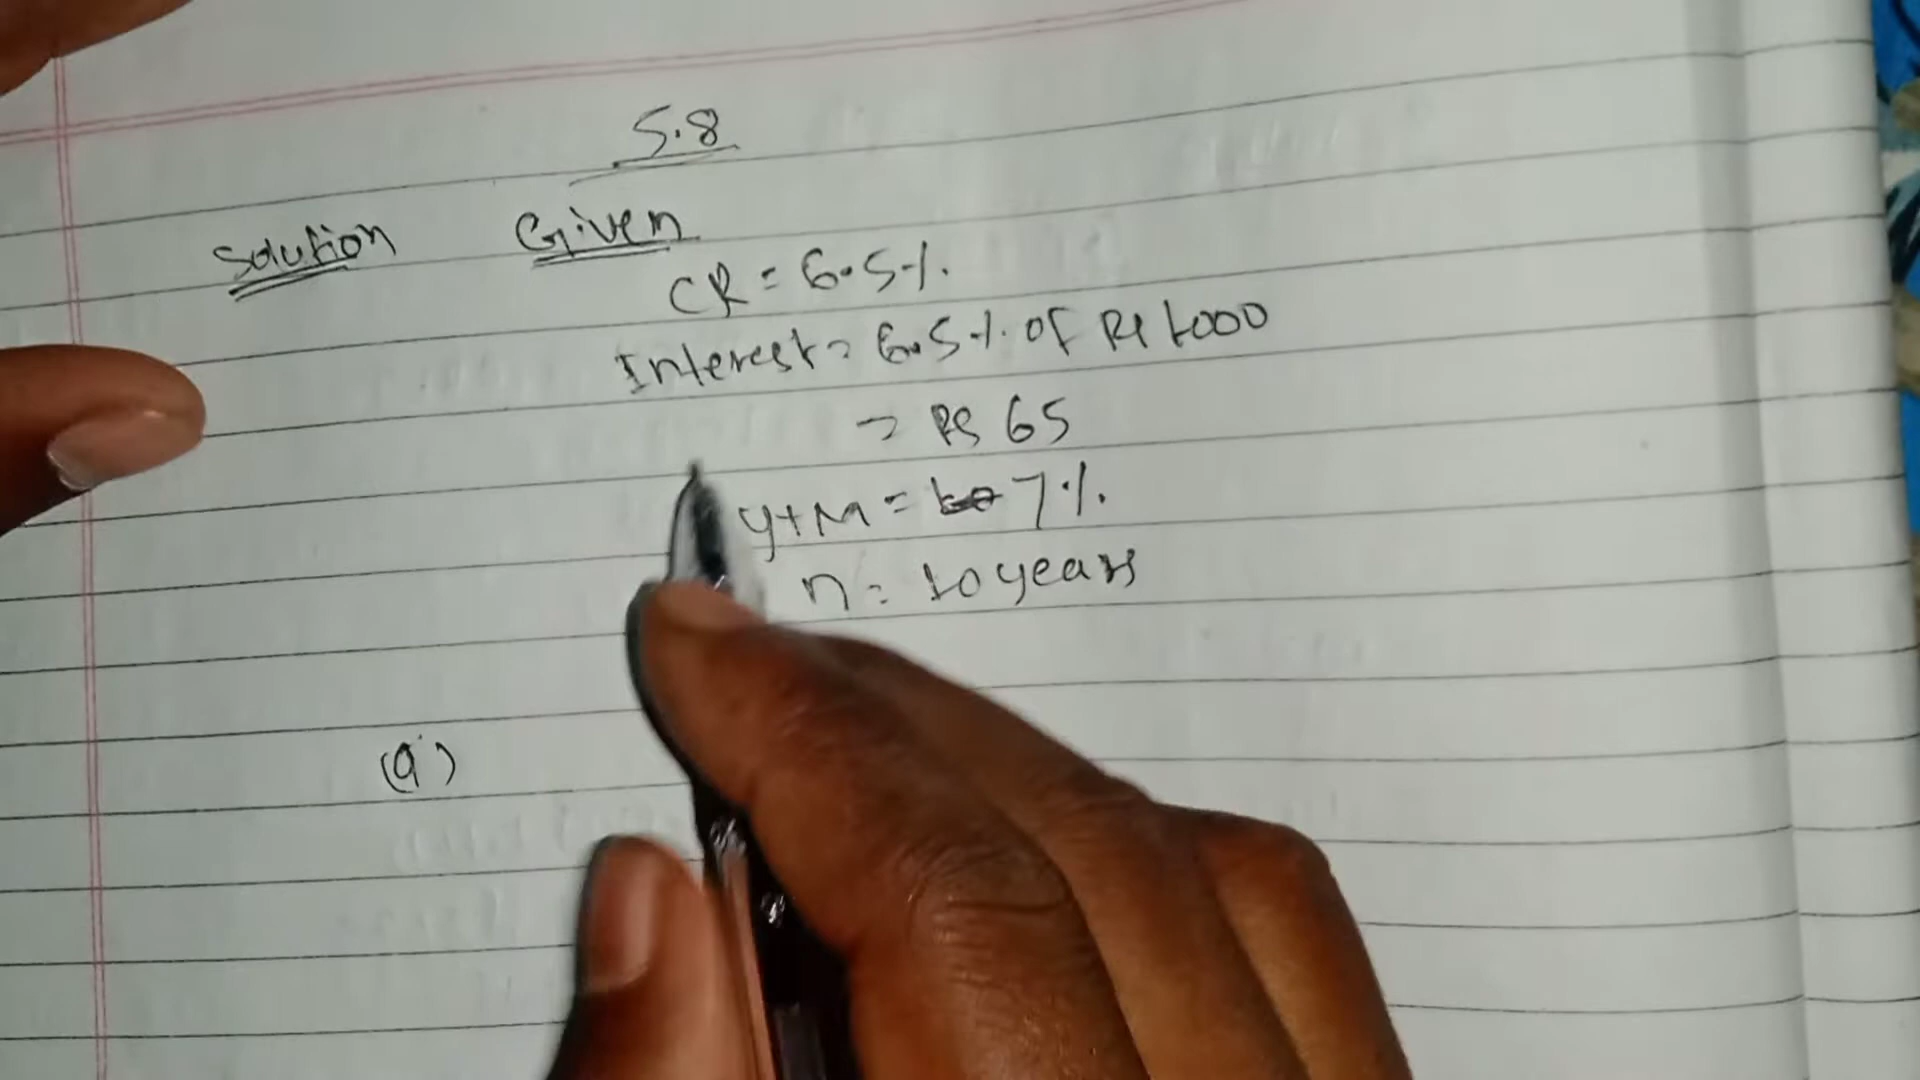 5.8
Solution Given
CR = 6.5%.
Interest = 6.5%. of Rs 1000
= Rs 65
YTM = 7%.
n = 10 years
(a)